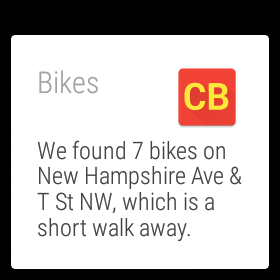 Bikes
CB
We found 7 bikes on
New Hampshire Ave &
T St NW, which is a
short walk away.